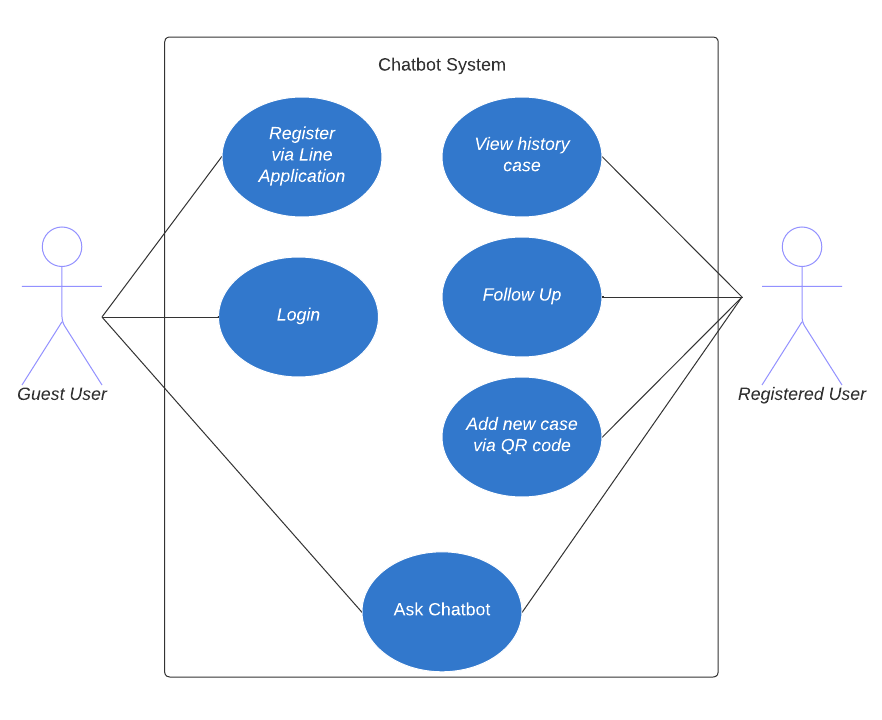 Chatbot System
Register
via Line
Application
View history
case
Login
Follow Up
Guest User
Registered User
Add new case
via QR code
Ask Chatbot